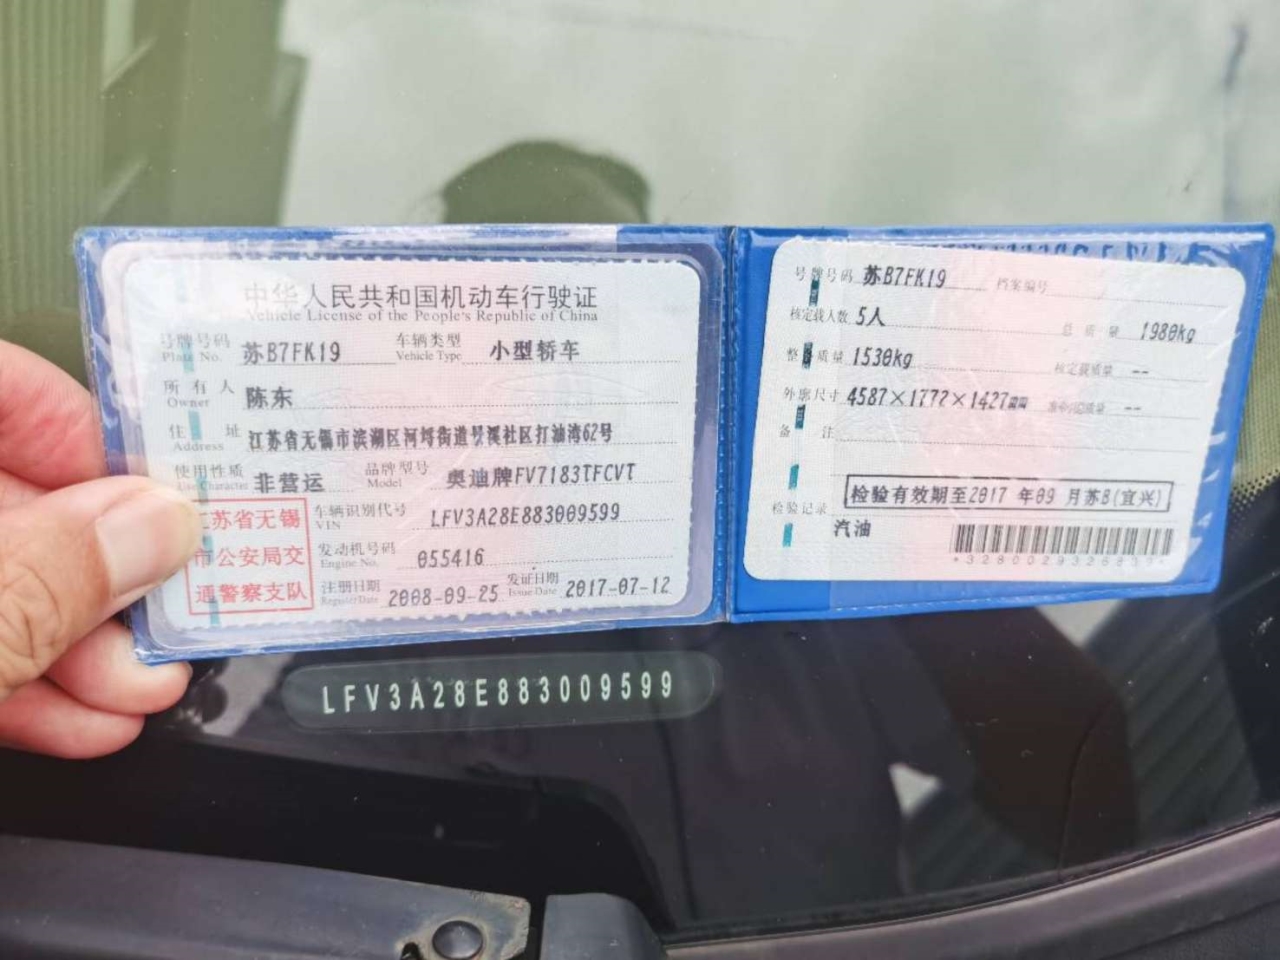 中华人民共和国机动车行驶证
Vehicle License of the People's Republic of China
号牌号码 苏B7FK19 车辆类型 小型轿车
Plate No. Vehicle Type
所有人 陈东
Owner
住址 江苏省无锡市滨湖区河埒街道 溪社区打油湾62号
Address
使用性质 非营运 品牌型号 奥迪牌FV7183TFCVT
Use Character Model
车辆识别代号 LFV3A28E883009599
VIN
发动机号码 055416
Engine No.
注册日期 2008-09-25 发证日期 2017-07-12
Register Date Issue Date
江苏省无锡
市公安局交
通警察支队
号牌号码 苏B7FK19 档案编号
核定载人数 5人 总质量 1980kg
整备质量 1530kg 核定载质量 --
外廓尺寸 4587×1772×1427mm 准牵引总质量 --
备注
检验有效期至2017年09月苏B(宜兴)
检验记录
汽油
LFV3A28E883009599